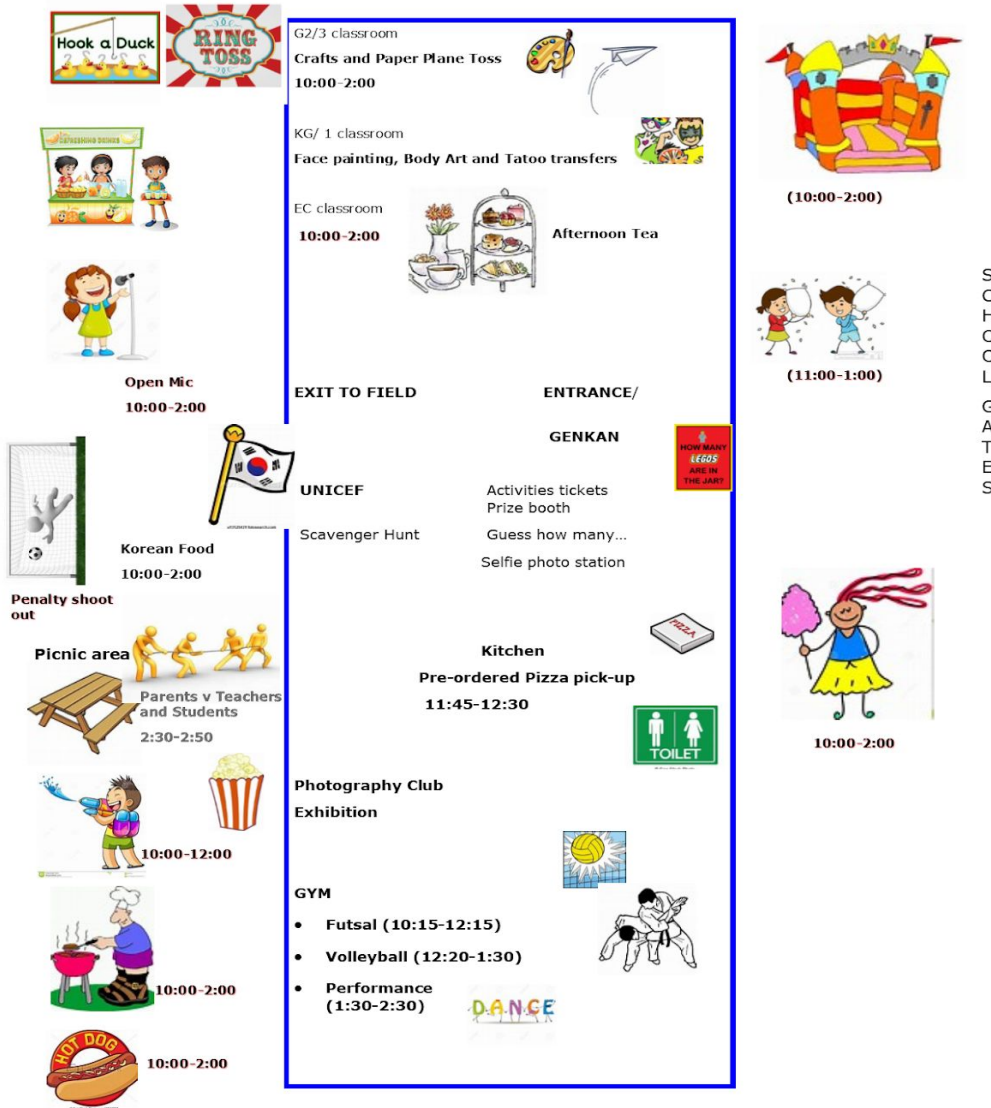 Hook a Duck
RING
TOSS
G2/3 classroom
Crafts and Paper Plane Toss
10:00-2:00
KG/ 1 classroom
Face painting, Body Art and Tatoo transfers
EC classroom
10:00-2:00
Afternoon Tea
REFRESHING DRINKS
Open Mic
10:00-2:00
(10:00-2:00)
(11:00-1:00)
EXIT TO FIELD
ENTRANCE/
GENKAN
HOW MANY
LEGOS
ARE IN
THE JAR?
UNICEF
Activities tickets
Prize booth
Scavenger Hunt
Guess how many...
Selfie photo station
Korean Food
10:00-2:00
Penalty shoot
out
Picnic area
Parents v Teachers
and Students
2:30-2:50
Kitchen
PIZZA
Pre-ordered Pizza pick-up
11:45-12:30
TOILET
10:00-2:00
Photography Club
Exhibition
10:00-12:00
GYM
• Futsal (10:15-12:15)
• Volleyball (12:20-1:30)
• Performance
(1:30-2:30)
DANCE
10:00-2:00
HOT DOG
10:00-2:00
S
H
L
G
A
T
E
S